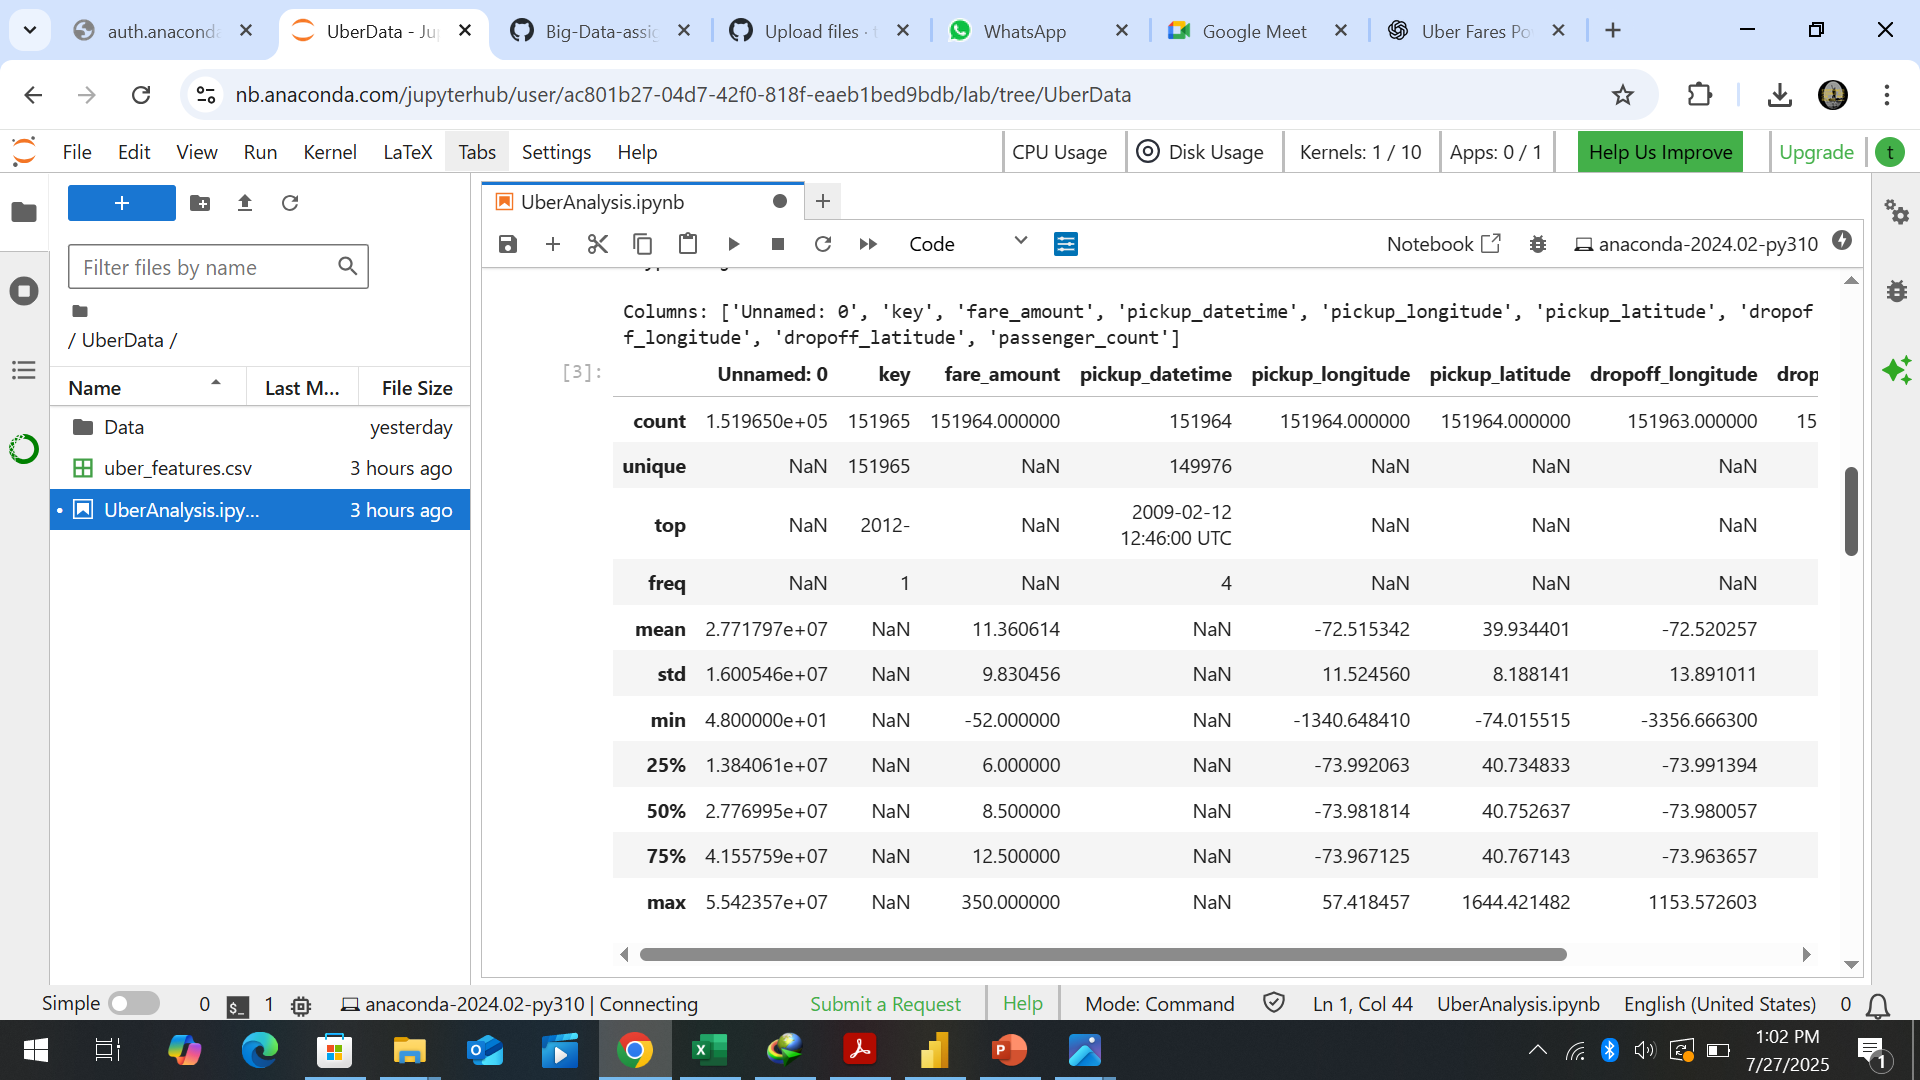 auth.anaconda
UberData - Ju
Big-Data-assig
Upload files · t
WhatsApp
Google Meet
Uber Fares Po
nb.anaconda.com/jupyterhub/user/ac801b27-04d7-42f0-818f-eaeb1bed9bdb/lab/tree/UberData
File Edit View Run Kernel LaTeX Tabs Settings Help
CPU Usage Disk Usage Kernels: 1 / 10 Apps: 0 / 1 Help Us Improve Upgrade t
UberAnalysis.ipynb
Code
Notebook
anaconda-2024.02-py310
Filter files by name
/ UberData /
Name Last M... File Size
Data yesterday
uber_features.csv 3 hours ago
UberAnalysis.ipy... 3 hours ago
Columns: ['Unnamed: 0', 'key', 'fare_amount', 'pickup_datetime', 'pickup_longitude', 'pickup_latitude', 'dropof
f_longitude', 'dropoff_latitude', 'passenger_count']
[3]:
Unnamed: 0 key fare_amount pickup_datetime pickup_longitude pickup_latitude dropoff_longitude drop
count 1.519650e+05 151965 151964.000000 151964 151964.000000 151964.000000 151963.000000 15
unique NaN 151965 NaN 149976 NaN NaN NaN
top NaN 2012- NaN 2009-02-12 12:46:00 UTC NaN NaN NaN
freq NaN 1 NaN 4 NaN NaN NaN
mean 2.771797e+07 NaN 11.360614 NaN -72.515342 39.934401 -72.520257
std 1.600546e+07 NaN 9.830456 NaN 11.524560 8.188141 13.891011
min 4.800000e+01 NaN -52.000000 NaN -1340.648410 -74.015515 -3356.666300
25% 1.384061e+07 NaN 6.000000 NaN -73.992063 40.734833 -73.991394
50% 2.776995e+07 NaN 8.500000 NaN -73.981814 40.752637 -73.980057
75% 4.155759e+07 NaN 12.500000 NaN -73.967125 40.767143 -73.963657
max 5.542357e+07 NaN 350.000000 NaN 57.418457 1644.421482 1153.572603
Simple 0 $_ 1 anaconda-2024.02-py310 | Connecting Submit a Request Help Mode: Command Ln 1, Col 44 UberAnalysis.ipynb English (United States) 0
1:02 PM
7/27/2025
1